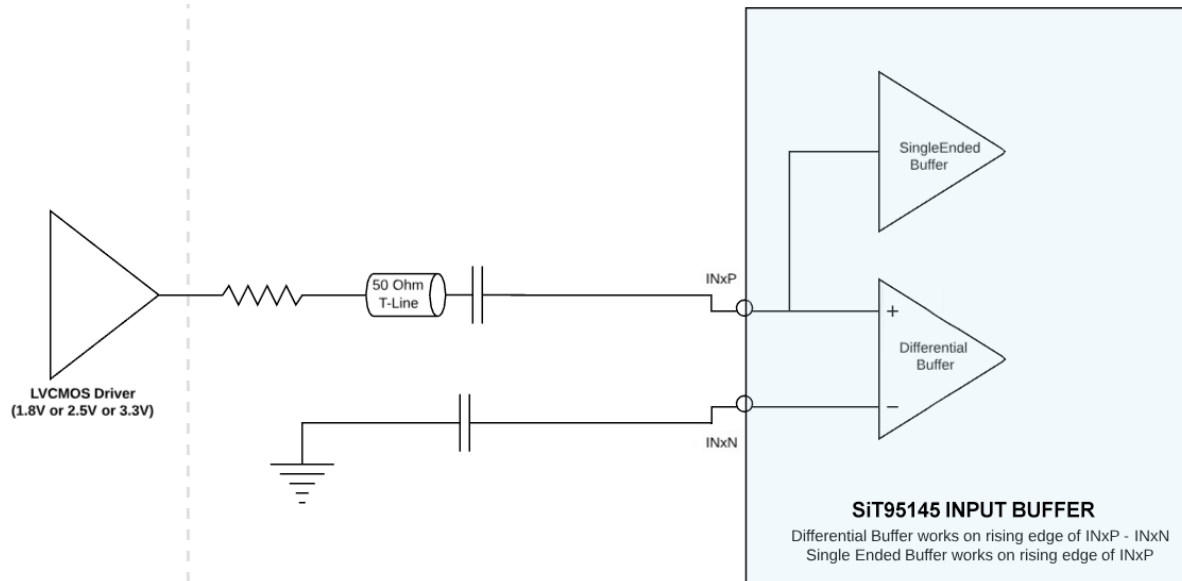 SingleEnded
Buffer
INxP
50 Ohm
T-Line
+
Differential
Buffer
−
LVCMOS Driver
(1.8V or 2.5V or 3.3V)
INxN
SiT95145 INPUT BUFFER
Differential Buffer works on rising edge of INxP - INxN
Single Ended Buffer works on rising edge of INxP